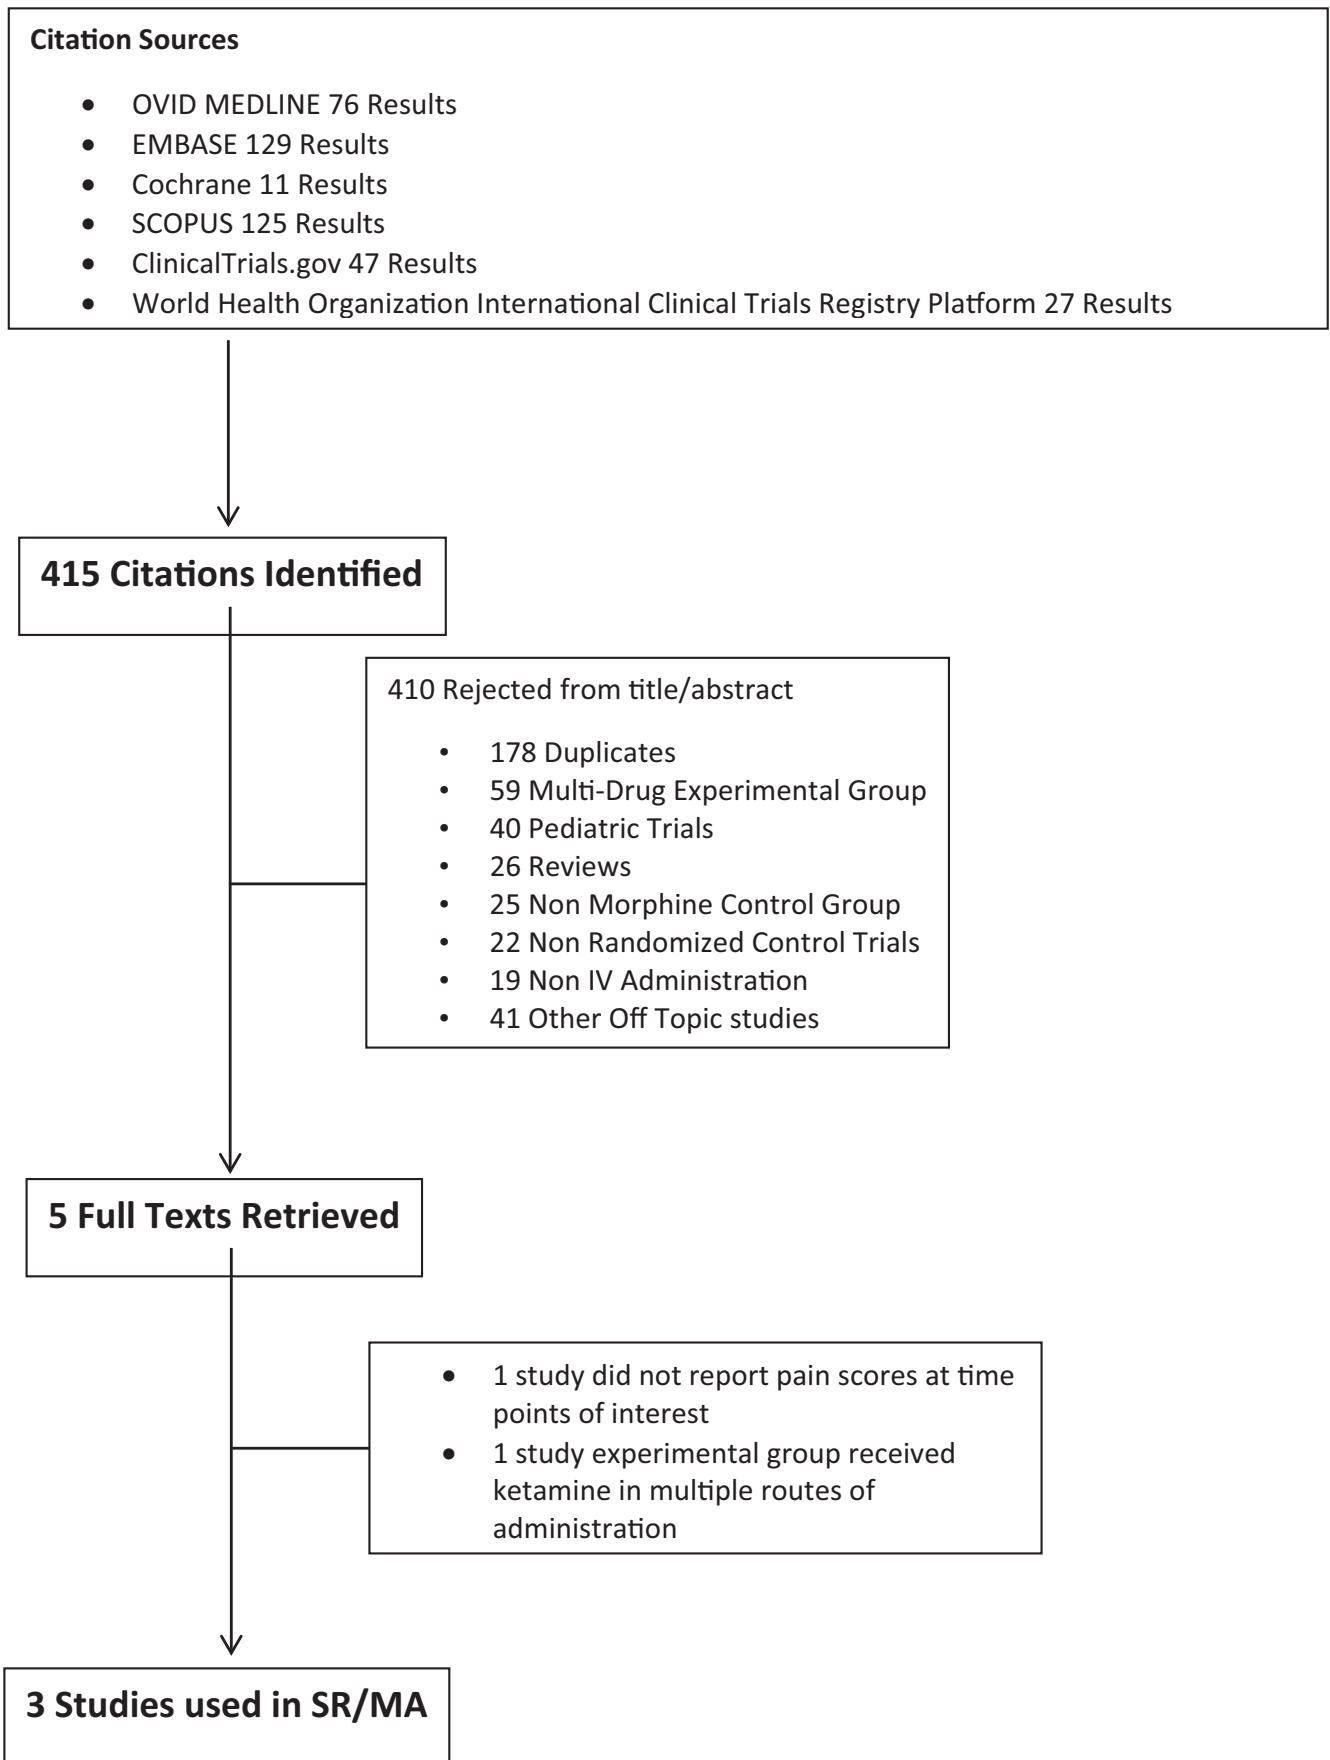 Citation Sources
• OVID MEDLINE 76 Results
• EMBASE 129 Results
• Cochrane 11 Results
• SCOPUS 125 Results
• ClinicalTrials.gov 47 Results
• World Health Organization International Clinical Trials Registry Platform 27 Results
415 Citations Identified
410 Rejected from title/abstract
• 178 Duplicates
• 59 Multi-Drug Experimental Group
• 40 Pediatric Trials
• 26 Reviews
• 25 Non Morphine Control Group
• 22 Non Randomized Control Trials
• 19 Non IV Administration
• 41 Other Off Topic studies
5 Full Texts Retrieved
• 1 study did not report pain scores at time
points of interest
• 1 study experimental group received
ketamine in multiple routes of
administration
3 Studies used in SR/MA